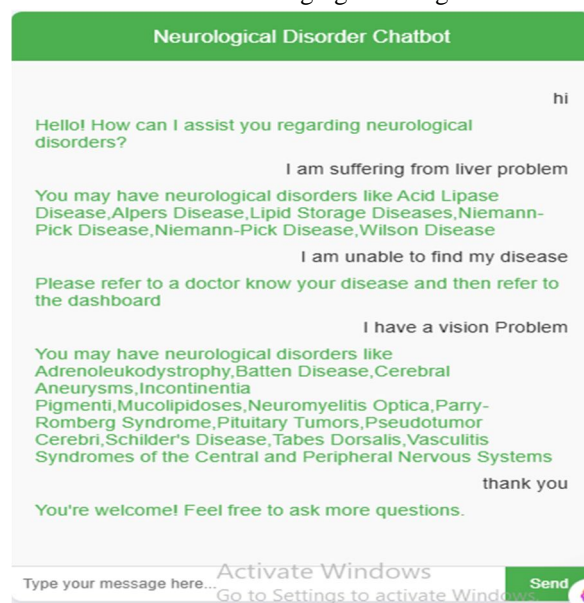 Neurological Disorder Chatbot
hi
Hello! How can I assist you regarding neurological
disorders?
I am suffering from liver problem
You may have neurological disorders like Acid Lipase
Disease,Alpers Disease,Lipid Storage Diseases,Niemann-
Pick Disease,Niemann-Pick Disease,Wilson Disease
I am unable to find my disease
Please refer to a doctor know your disease and then refer to
the dashboard
I have a vision Problem
You may have neurological disorders like
Adrenoleukodystrophy,Batten Disease,Cerebral
Aneurysms,Incontinentia
Pigmenti,Mucolipidoses,Neuromyelitis Optica,Parry-
Romberg Syndrome,Pituitary Tumors,Pseudotumor
Cerebri,Schilder's Disease,Tabes Dorsalis,Vasculitis
Syndromes of the Central and Peripheral Nervous Systems
thank you
You're welcome! Feel free to ask more questions.
Activate Windows
Type your message here...
Send
Go to Settings to activate Windows.